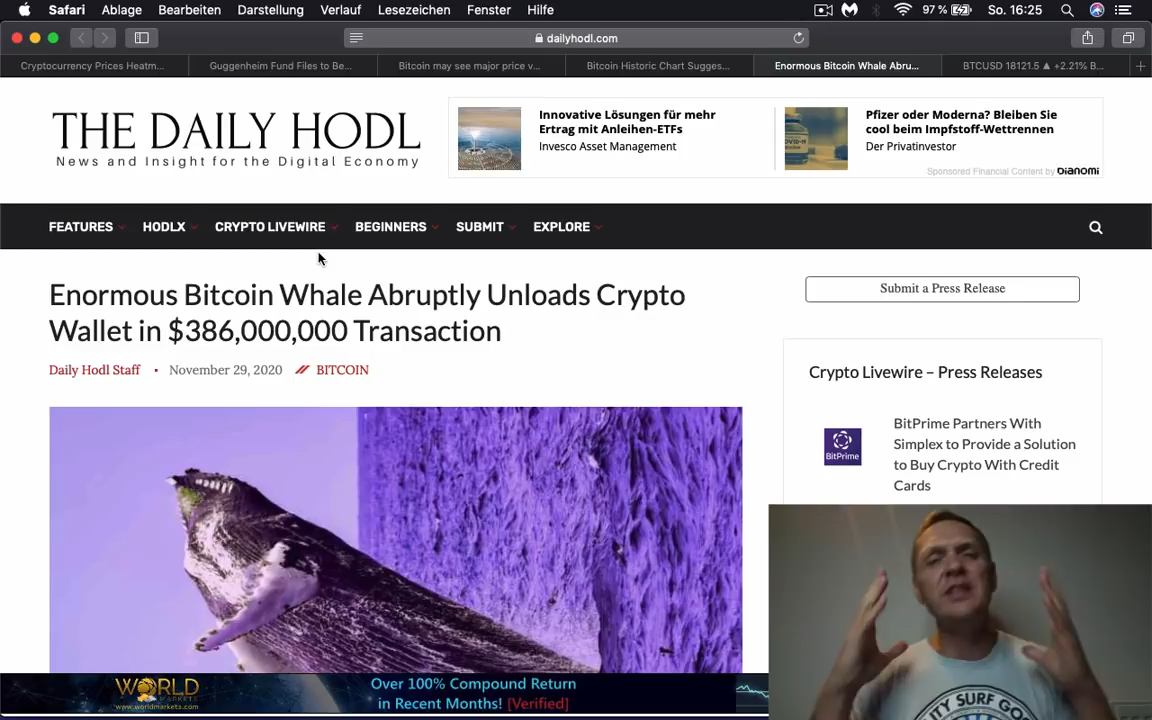 Safari Ablage Bearbeiten Darstellung Verlauf Lesezeichen Fenster Hilfe 97 % So. 16:25
dailyhodl.com
Cryptocurrency Prices Heatm... Guggenheim Fund Files to Be... Bitcoin may see major price v... Bitcoin Historic Chart Sugges... Enormous Bitcoin Whale Abru... BTCUSD 18121.5 ▲ +2.21% B...
THE DAILY HODL
News and Insight for the Digital Economy
Innovative Lösungen für mehr
Ertrag mit Anleihen-ETFs
Invesco Asset Management
Pfizer oder Moderna? Bleiben Sie
cool beim Impfstoff-Wettrennen
Der Privatinvestor
Sponsored Financial Content by Dianomi
FEATURES HODLX CRYPTO LIVEWIRE BEGINNERS SUBMIT EXPLORE
Enormous Bitcoin Whale Abruptly Unloads Crypto
Wallet in $386,000,000 Transaction
Daily Hodl Staff • November 29, 2020 BITCOIN
Submit a Press Release
Crypto Livewire – Press Releases
BitPrime
BitPrime Partners With
Simplex to Provide a Solution
to Buy Crypto With Credit
Cards
WORLD
MARKETS
www.worldmarkets.com
Over 100% Compound Return
in Recent Months! [Verified]
TY SURF GO